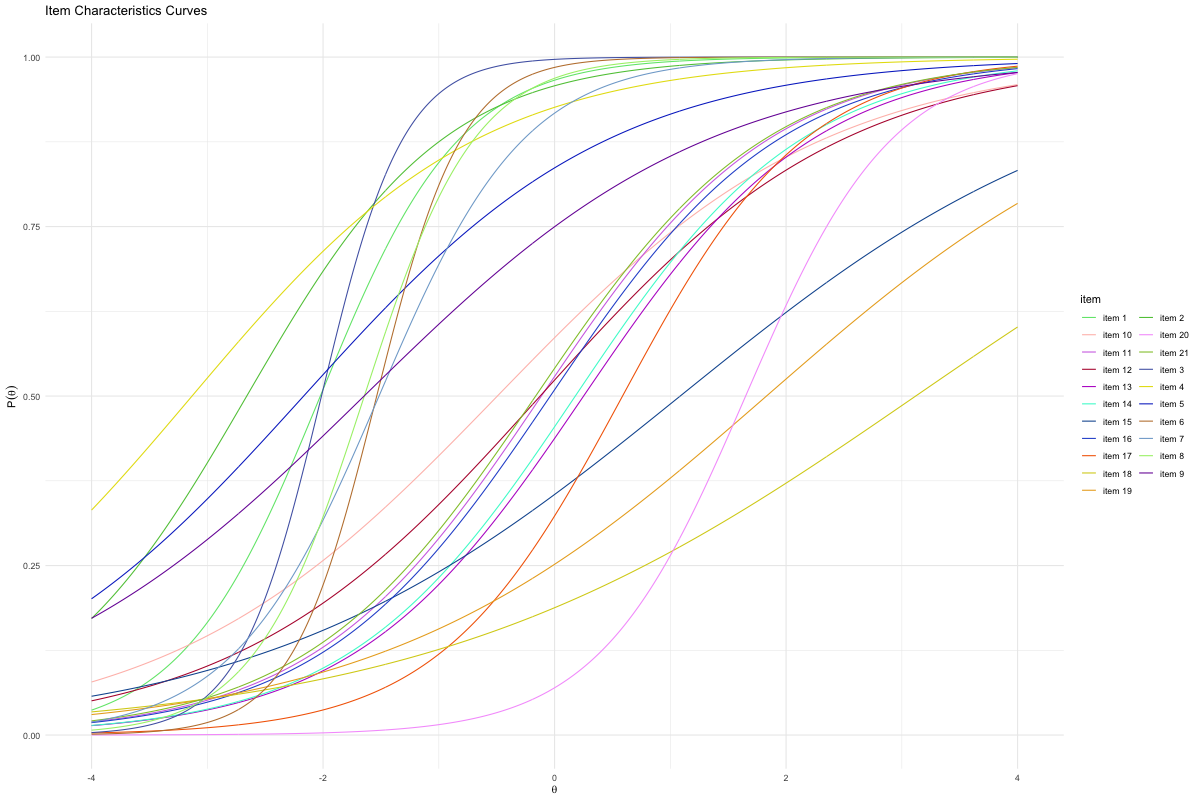 Item Characteristics Curves
1.00
0.75
0.50
0.25
0.00
P(θ)
-4
-2
0
2
4
θ
item
item 1
item 2
item 10
item 20
item 11
item 21
item 12
item 3
item 13
item 4
item 14
item 5
item 15
item 6
item 16
item 7
item 17
item 8
item 18
item 9
item 19